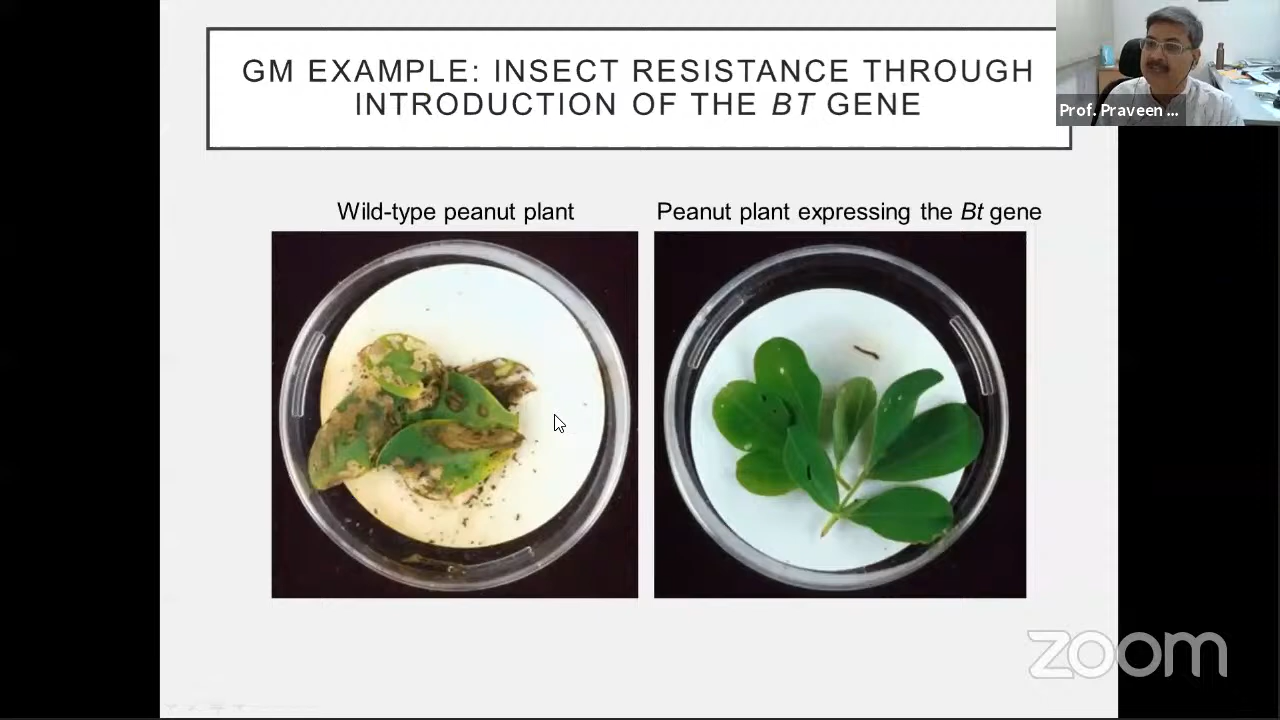 GM EXAMPLE: INSECT RESISTANCE THROUGH
INTRODUCTION OF THE BT GENE
Prof. Praveen ...
Wild-type peanut plant
Peanut plant expressing the Bt gene
zoom